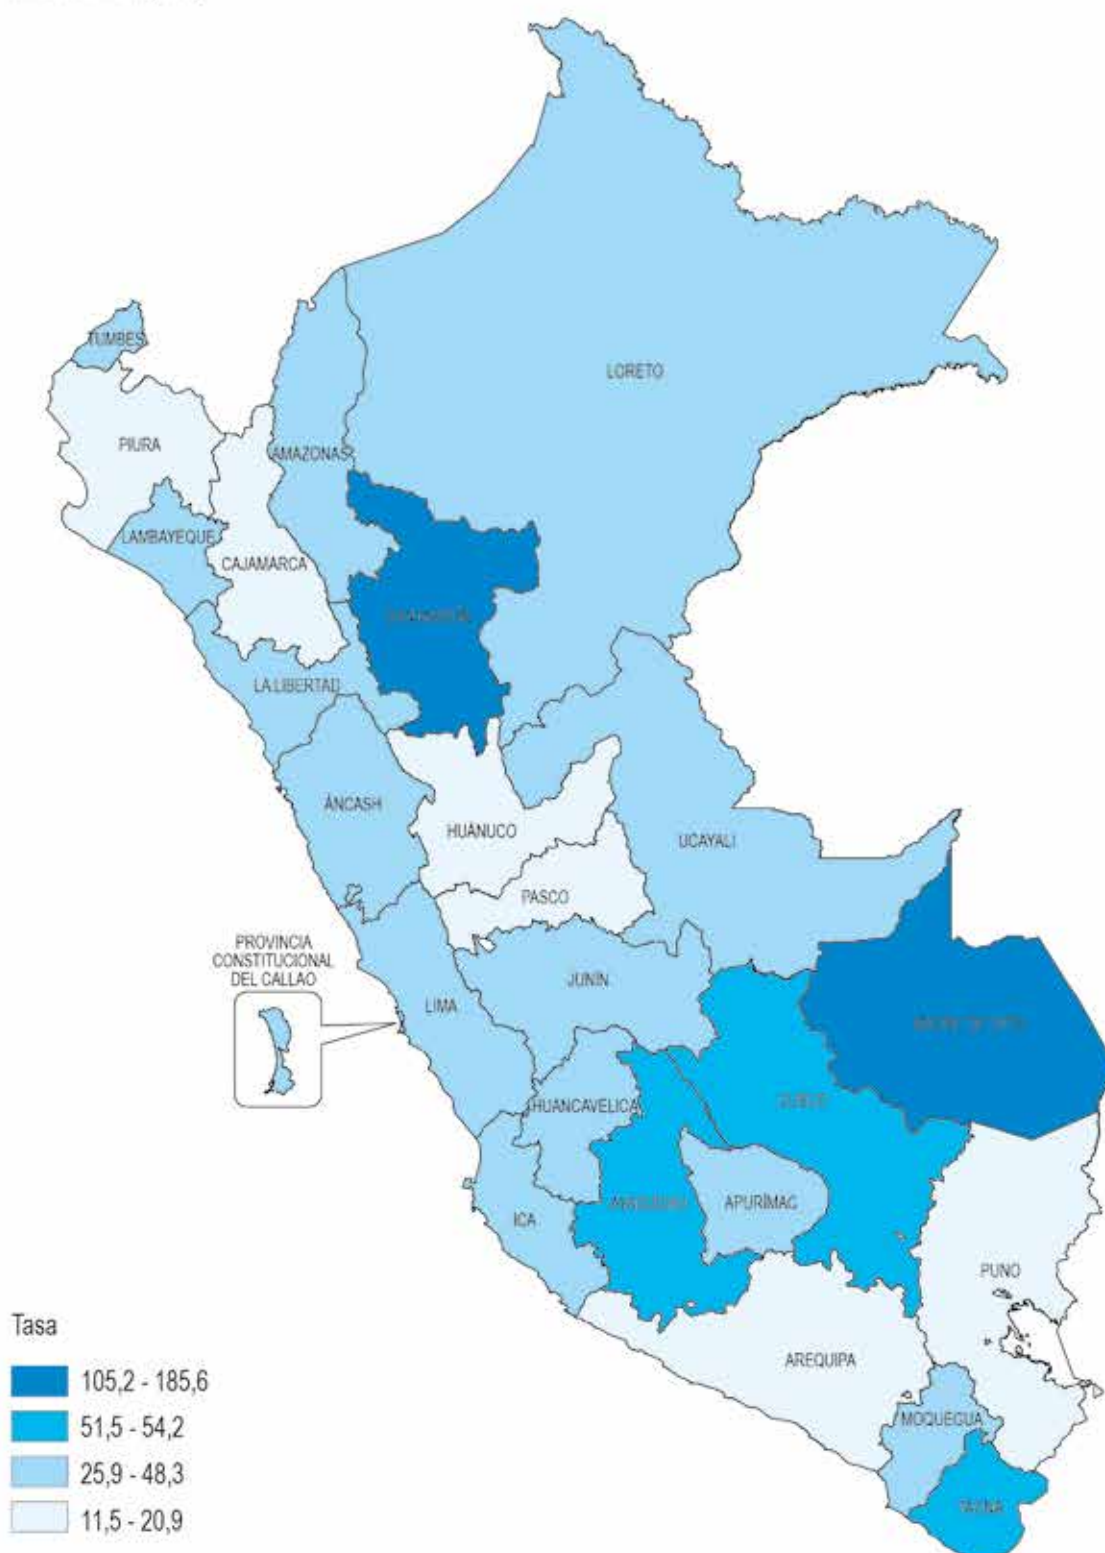 TUMBES
LORETO
PIURA
AMAZONAS
LAMBAYEQUE
CAJAMARCA
LA LIBERTAD
ÁNCASH
HUÁNUCO
UCAYALI
PASCO
PROVINCIA
CONSTITUCIONAL
DEL CALLAO
JUNÍN
LIMA
CUSCO
HUANCAVELICA
APURÍMAC
ICA
PUNO
AREQUIPA
MOQUEGUA
TACNA
Tasa
105,2 - 185,6
51,5 - 54,2
25,9 - 48,3
11,5 - 20,9